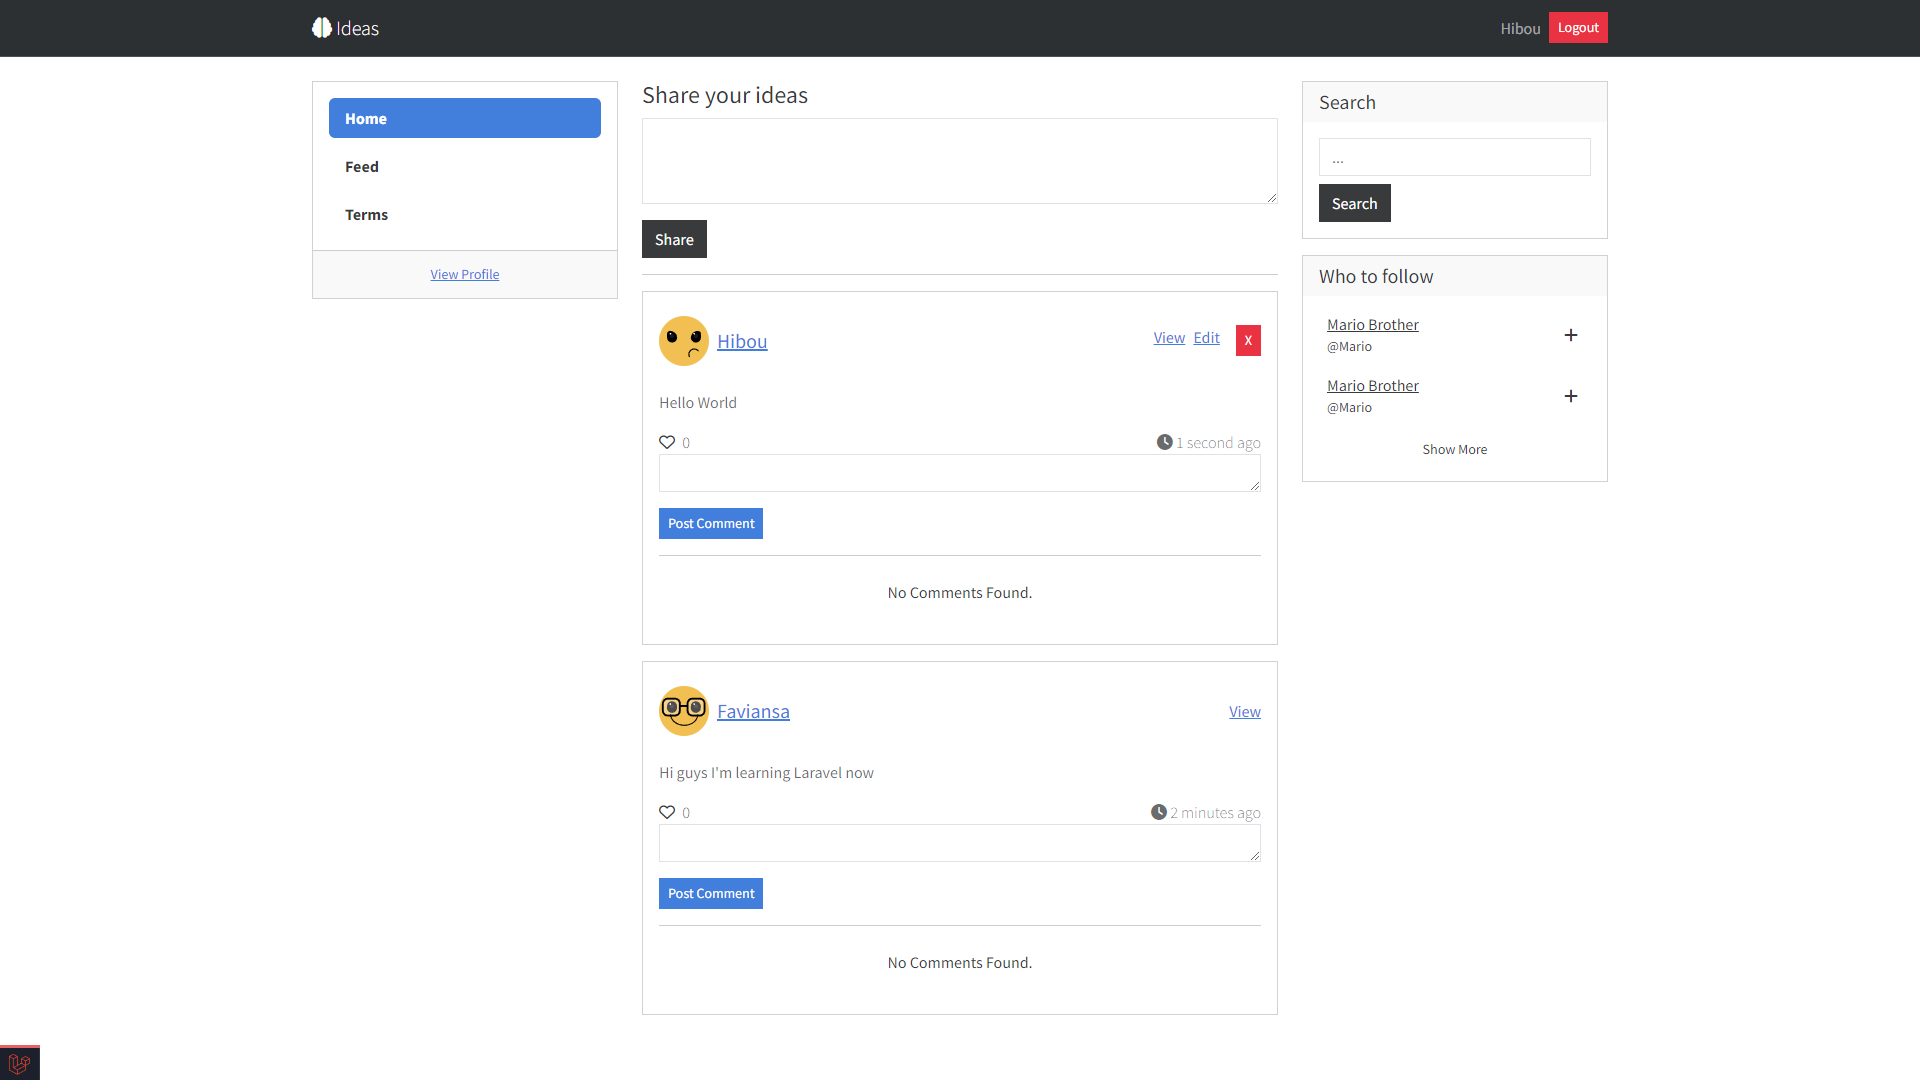 Ideas
Hibou
Logout
Home
Feed
Terms
View Profile
Share your ideas
Share
Hibou
View Edit X
Hello World
0
1 second ago
Post Comment
No Comments Found.
Faviansa
View
Hi guys I'm learning Laravel now
0
2 minutes ago
Post Comment
No Comments Found.
Search
...
Search
Who to follow
Mario Brother
@Mario
+
Mario Brother
@Mario
+
Show More